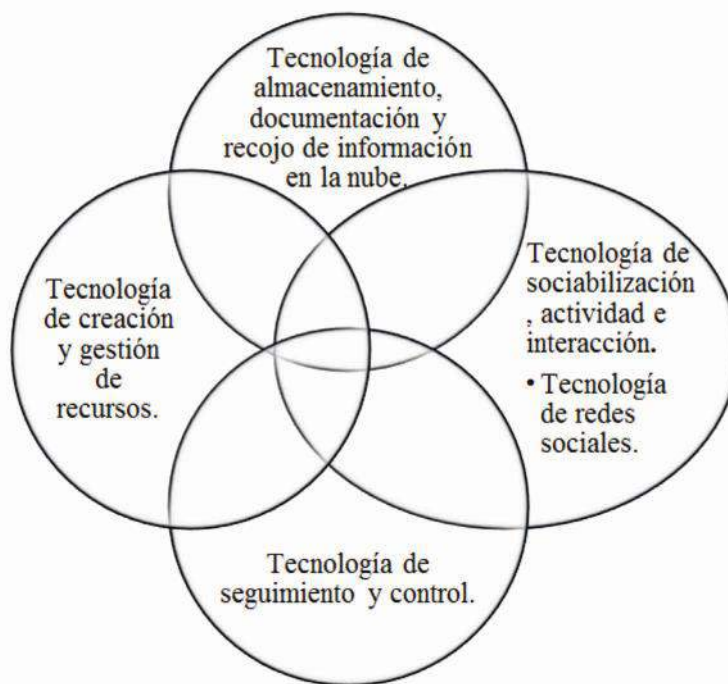 Tecnología de
almacenamiento,
documentación y
recojo de información
en la nube.
Tecnología
de creación
y gestión
de
recursos.
Tecnología de
sociabilización
, actividad e
interacción.
• Tecnología
de redes
sociales.
Tecnología de
seguimiento y control.